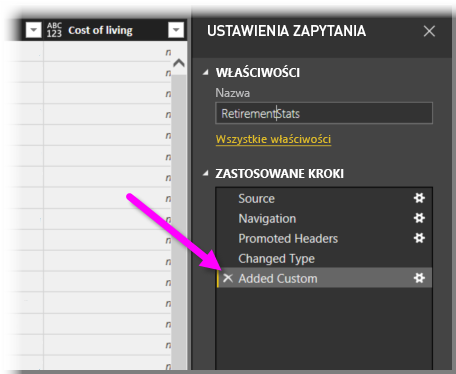 ABC
123
Cost of living
USTAWIENIA ZAPYTANIA
WŁAŚCIWOŚCI
Nazwa
RetirementStats
Wszystkie właściwości
ZASTOSOWANE KROKI
Source
Navigation
Promoted Headers
Changed Type
Added Custom